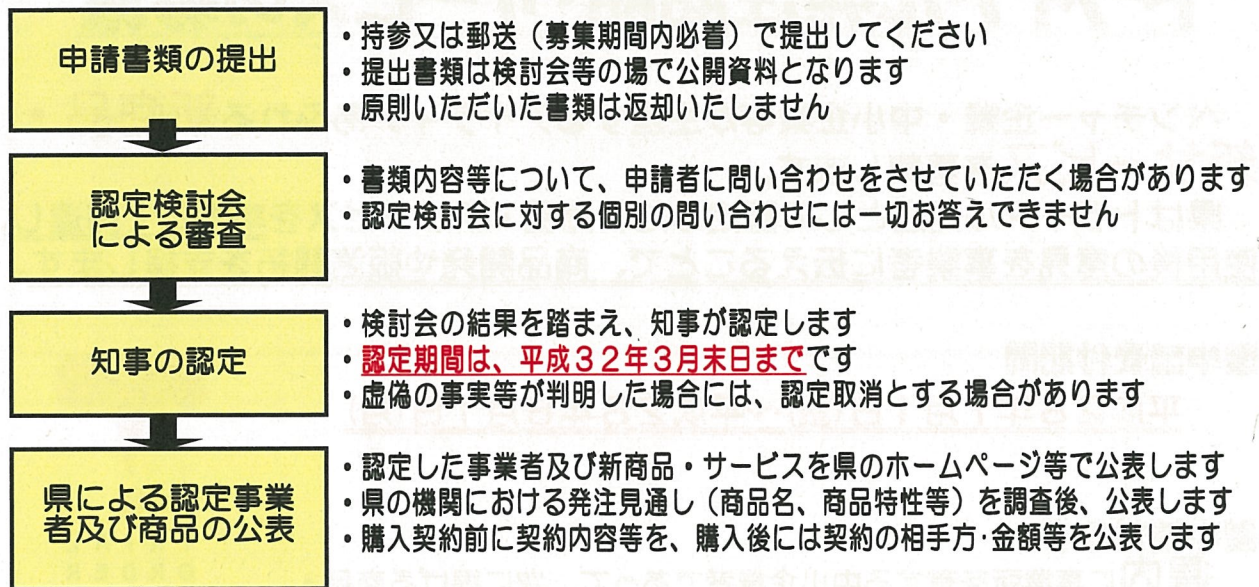 申請書類の提出
・持参又は郵送（募集期間内必着）で提出してください
・提出書類は検討会等の場で公開資料となります
・原則いただいた書類は返却いたしません
認定検討会
による審査
・書類内容等について、申請者に問い合わせをさせていただく場合があります
・認定検討会に対する個別の問い合わせには一切お答えできません
知事の認定
・検討会の結果を踏まえ、知事が認定します
・認定期間は、平成３２年３月末日までです
・虚偽の事実等が判明した場合には、認定取消とする場合があります
県による認定事業
者及び商品の公表
・認定した事業者及び新商品・サービスを県のホームページ等で公表します
・県の機関における発注見通し（商品名、商品特性等）を調査後、公表します
・購入契約前に契約内容等を、購入後には契約の相手方・金額等を公表します